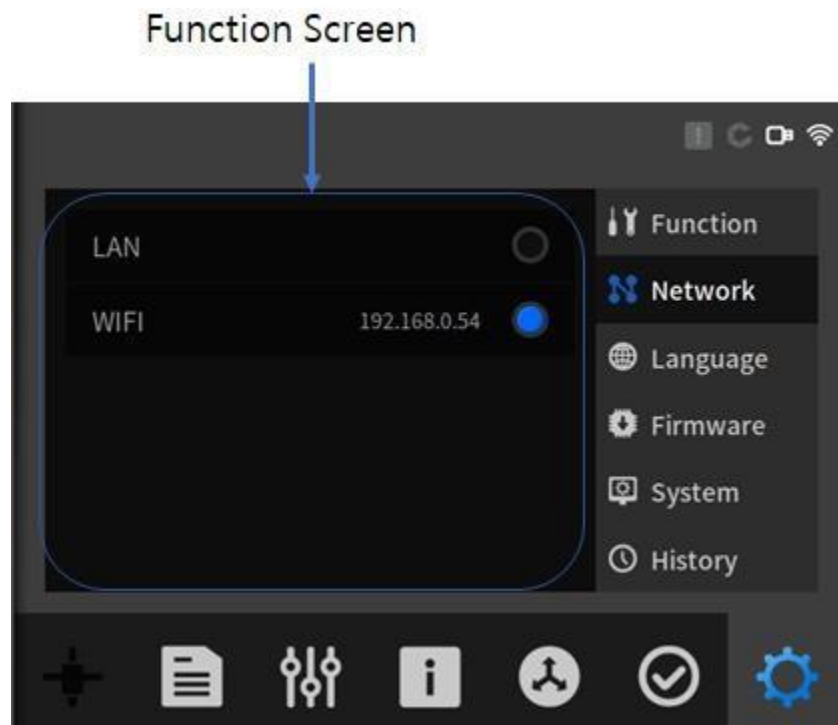 Function Screen
LAN
WIFI 192.168.0.54
Function
Network
Language
Firmware
System
History